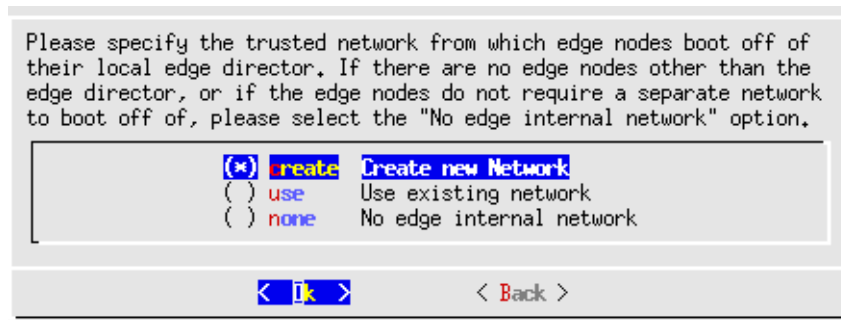 Please specify the trusted network from which edge nodes boot off of
their local edge director. If there are no edge nodes other than the
edge director, or if the edge nodes do not require a separate network
to boot off of, please select the "No edge internal network" option.
(*) create Create new Network
( ) use Use existing network
( ) none No edge internal network
< Ok > < Back >